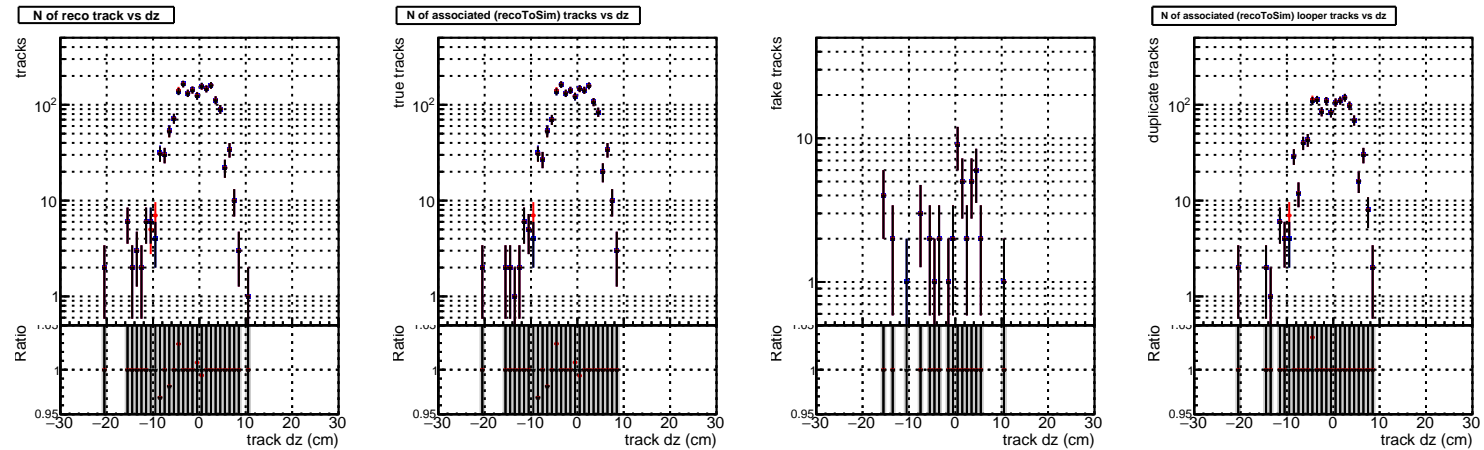 N of reco track vs dz
tracks
10²
10
1
Ratio
1
0.95
−30 −20 −10 0 10 20 30
track dz (cm)
N of associated (recoToSim) tracks vs dz
true tracks
10²
10
1
Ratio
1
0.95
−30 −20 −10 0 10 20 30
track dz (cm)
fake tracks
10
1
Ratio
1
0.95
−30 −20 −10 0 10 20 30
track dz (cm)
N of associated (recoToSim) looper tracks vs dz
duplicate tracks
10²
10
1
Ratio
1
0.95
−30 −20 −10 0 10 20 30
track dz (cm)